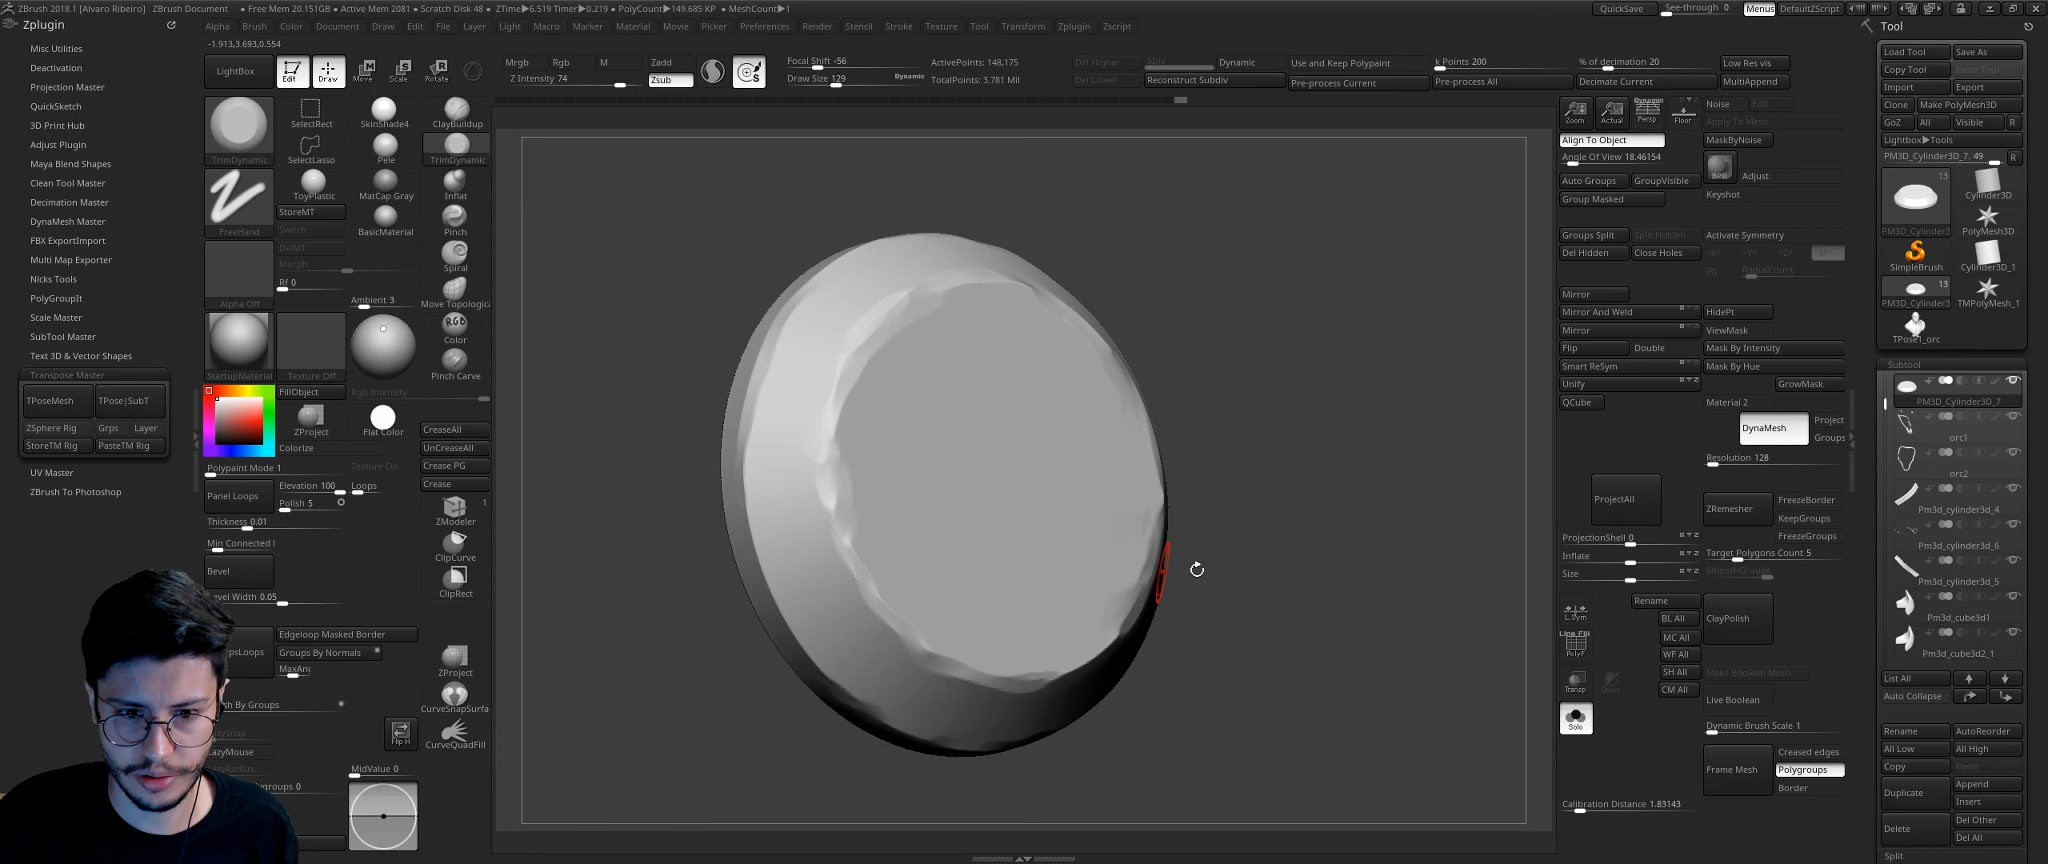 ZBrush 2018.1 [Alvaro Ribeiro] ZBrush Document ● Free Mem 20.151GB ● Active Mem 2081 ● Scratch Disk 48 ● ZTime▶6.519 Timer▶0.219 ● PolyCount▶149.685 KP ● MeshCount▶1
QuickSave See-through 0 Menus DefaultZScript
Zplugin
Alpha Brush Color Document Draw Edit File Layer Light Macro Marker Material Movie Picker Preferences Render Stencil Stroke Texture Tool Transform Zplugin Zscript
Tool
-1.913,3.693,0.554
Misc Utilities
Deactivation
Projection Master
QuickSketch
3D Print Hub
Adjust Plugin
Maya Blend Shapes
Clean Tool Master
Decimation Master
DynaMesh Master
FBX ExportImport
Multi Map Exporter
Nicks Tools
PolyGroupIt
Scale Master
SubTool Master
Text 3D & Vector Shapes
Transpose Master
TPoseMesh TPose|SubT
ZSphere Rig Grps Layer
StoreTM Rig PasteTM Rig
UV Master
ZBrush To Photoshop
LightBox Edit Draw Move Scale Rotate
Mrgb Rgb M Zadd
Z Intensity 74 Zsub
Focal Shift -56
Draw Size 129 Dynamic
ActivePoints: 148,175
TotalPoints: 3.781 Mil
Del Higher SDiv Dynamic
Del Lower Reconstruct Subdiv
Use and Keep Polypaint k Points 200 % of decimation 20 Low Res vis
Pre-process Current Pre-process All Decimate Current MultiAppend
TrimDynamic SelectRect SkinShade4 ClayBuildup
SelectLasso Pele TrimDynamic
FreeHand ToyPlastic MatCap Gray Inflat
StoreMT
Switch BasicMaterial Pinch
DelMT
Morph Spiral
Alpha Off Rf 0 Ambient 3 Move Topologic
StartupMaterial Texture Off Color
Pinch Curve
FillObject Rgb Intensity
ZProject Flat Color CreaseAll
Colorize UnCreaseAll
Polypaint Mode 1 Texture On Crease PG
Panel Loops Elevation 100 Loops Crease
Polish 5 ZModeler 1
Thickness 0.01
Min Connected
ClipCurve
Bevel
ClipRect
0.05
Edgeloop Masked Border
Groups By Normals
ZProject
CurveSnapSurfa
By Groups
Flip H CurveQuadFill
MidValue 0
Zoom Actual Dynamic Persp Floor
Noise Edit
Apply To Mesh
Align To Object MaskByNoise
Angle Of View 18.46154
BPR Adjust
Auto Groups GroupVisible
Group Masked Keyshot
Groups Split Split Hidden Activate Symmetry
Del Hidden Close Holes >X< >Y< >Z< >M<
(R) RadialCount
Mirror
Mirror And Weld HidePt
Mirror ViewMask
Flip Double Mask By Intensity
Smart ReSym Mask By Hue
Unify GrowMask
QCube Material 2
DynaMesh Project
Groups
Resolution 128
ProjectAll ZRemesher FreezeBorder
KeepGroups
FreezeGroups
ProjectionShell 0
Inflate Target Polygons Count 5
Size SmoothGroups
L.Sym Rename
BL All ClayPolish
Line Fill PolyF MC All
WF All
Transp Ghost SH All Make Boolean Mesh
CM All
Solo Live Boolean
Dynamic Brush Scale 1
Creased edges
Frame Mesh Polygroups
Border
Calibration Distance 1.83143
Load Tool Save As
Copy Tool Paste Tool
Import Export
Clone Make PolyMesh3D
GoZ All Visible R
Lightbox▶Tools
PM3D_Cylinder3D_7. 49 R
13
PM3D_Cylinder3 Cylinder3D
PolyMesh3D
SimpleBrush Cylinder3D_1
13
PM3D_Cylinder3 TMPolyMesh_1
TPose1_orc
Subtool
PM3D_Cylinder3D_7
orc1
orc2
Pm3d_cylinder3d_4
Pm3d_cylinder3d_6
Pm3d_cylinder3d_5
Pm3d_cube3d1
Pm3d_cube3d2_1
List All
Auto Collapse
Rename AutoReorder
All Low All High
Copy Paste
Duplicate Append
Insert
Delete Del Other
Del All
Split